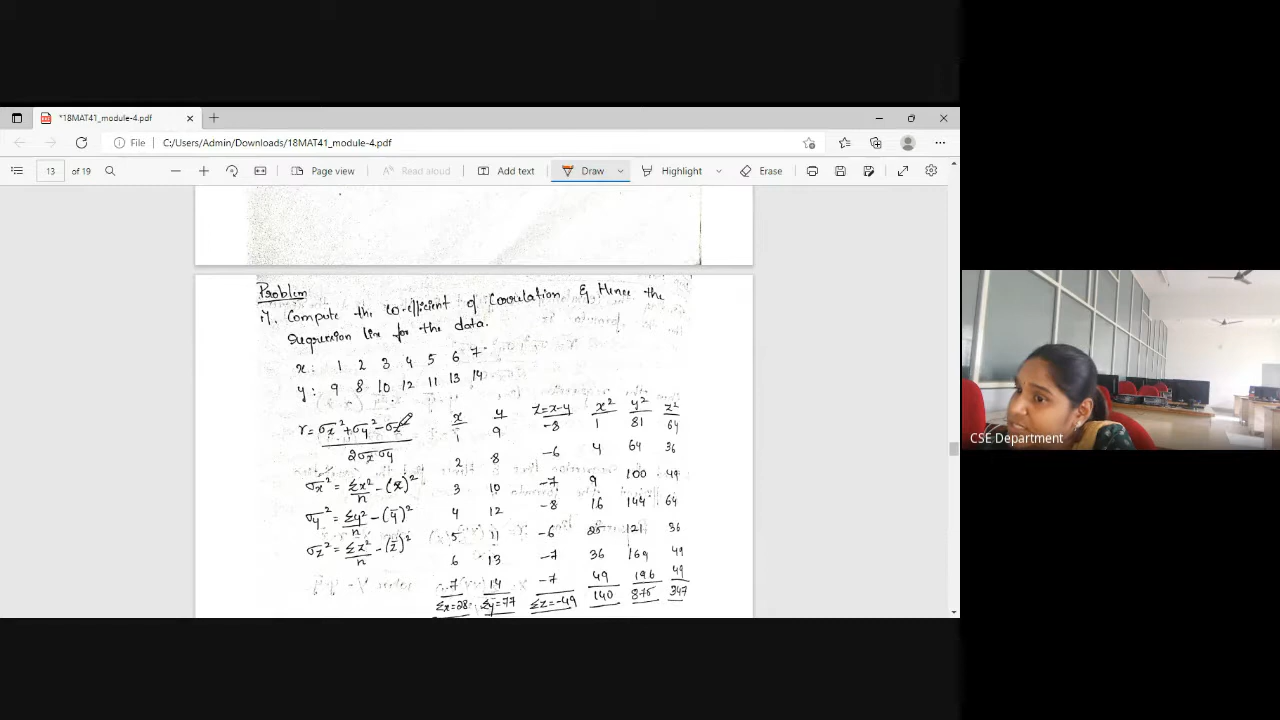 *18MAT41_module-4.pdf
File C:/Users/Admin/Downloads/18MAT41_module-4.pdf
13 of 19 Page view Read aloud Add text Draw Highlight Erase
Problem
1. Compute the co-efficient of Correlation & Hence the
regression line for the data.
x: 1 2 3 4 5 6 7
y: 9 8 10 12 11 13 14
r = σx² + σy² - σz²
2σx σy
σx² = Σx²/n - (x̄)²
σy² = Σy²/n - (ȳ)²
σz² = Σz²/n - (z̄)²
x y z=x-y x² y² z²
1 9 -8 1 81 64
2 8 -6 4 64 36
3 10 -7 9 100 49
4 12 -8 16 144 64
5 11 -6 25 121 36
6 13 -7 36 169 49
7 14 -7 49 196 49
Σx=28 Σy=77 Σz=-49 140 875 347
CSE Department